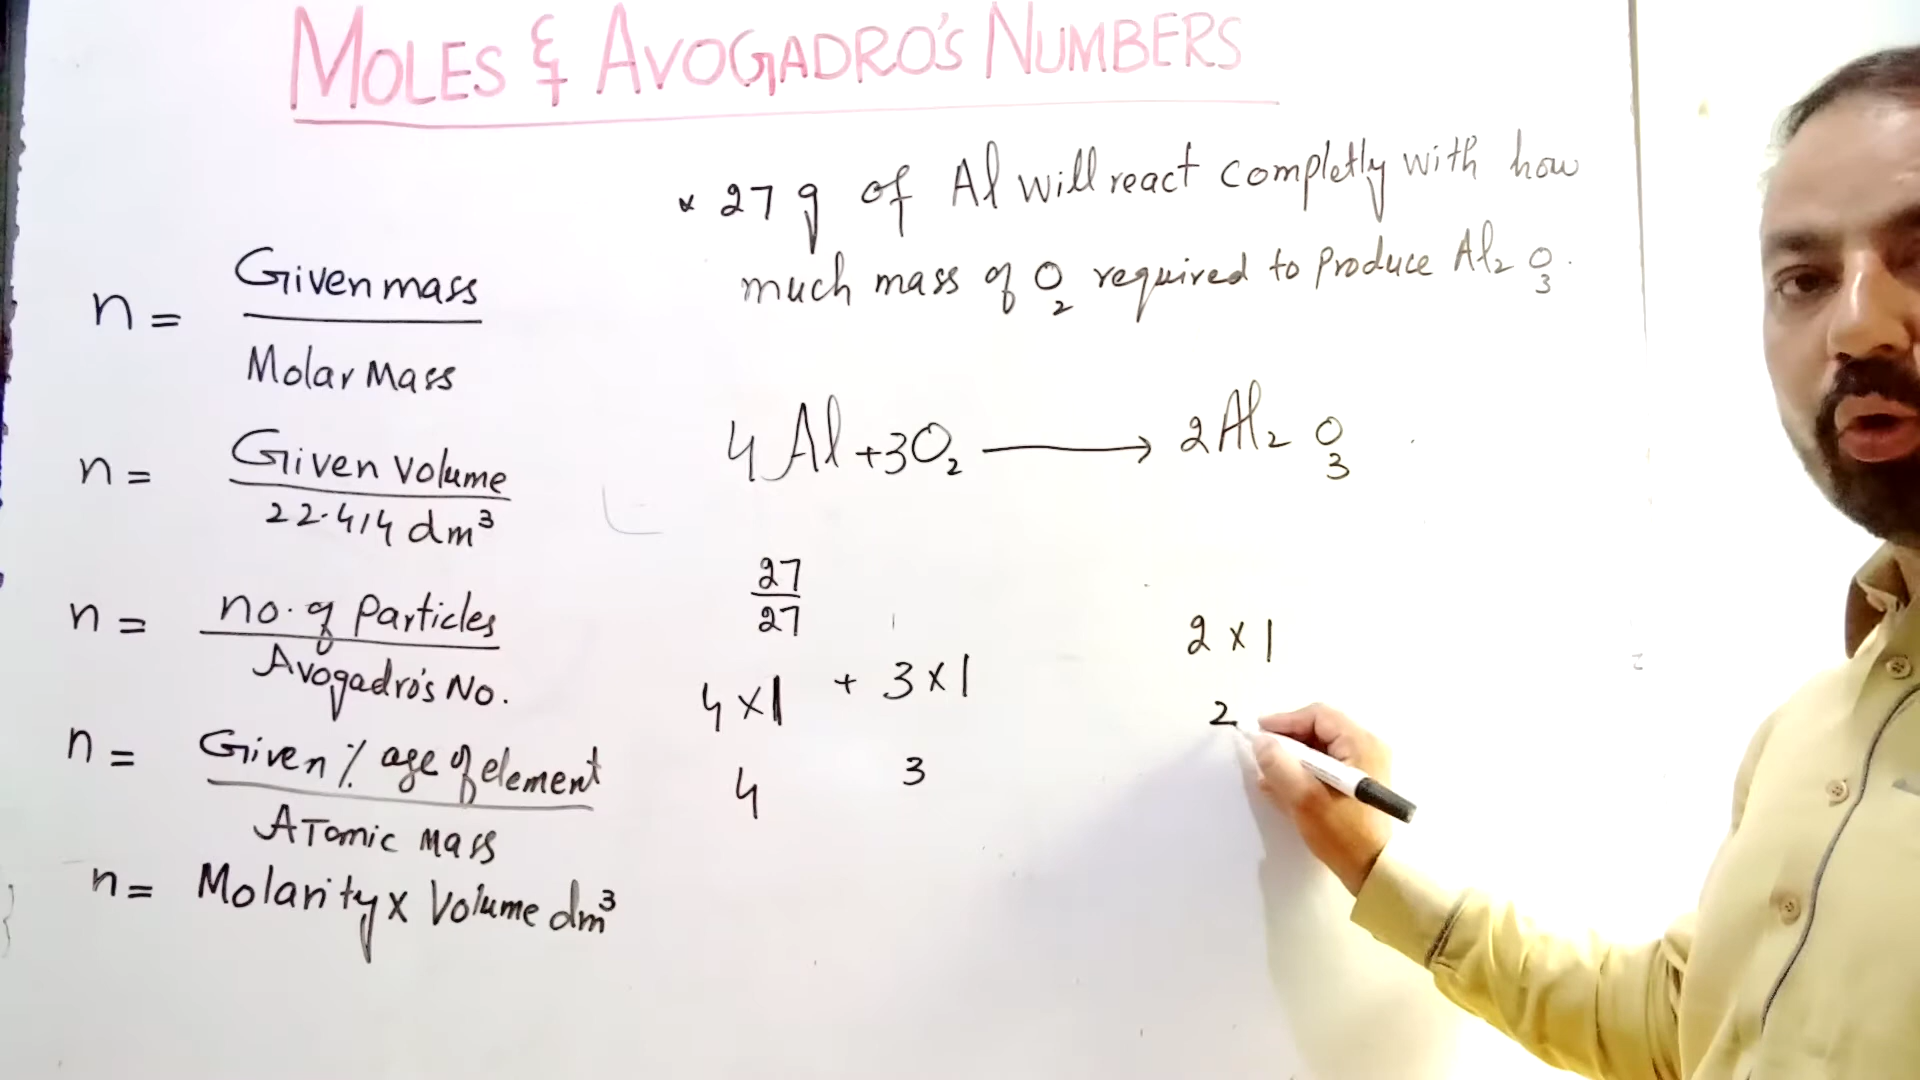 MOLES & AVOGADRO'S NUMBERS
* 27 g of Al will react completly with how
much mass of O2 required to produce Al2O3.
n = Given mass / Molar Mass
n = Given Volume / 22.414 dm³
n = no. of Particles / Avogadro's No.
n = Given % age of element / ATomic Mass
n = Molarity x Volume dm³
4Al + 3O2 → 2Al2O3
27/27
4 x 1 + 3 x 1 2 x 1
4 3 2